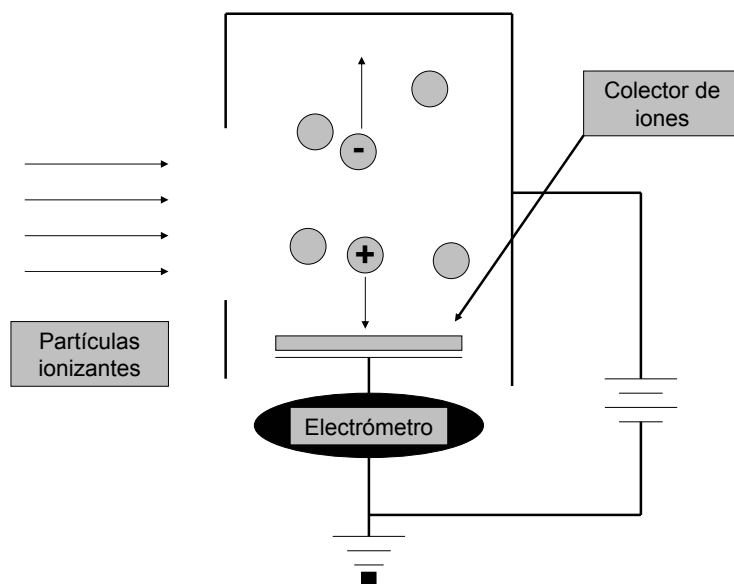 Colector de
iones
-
+
Partículas
ionizantes
Electrómetro